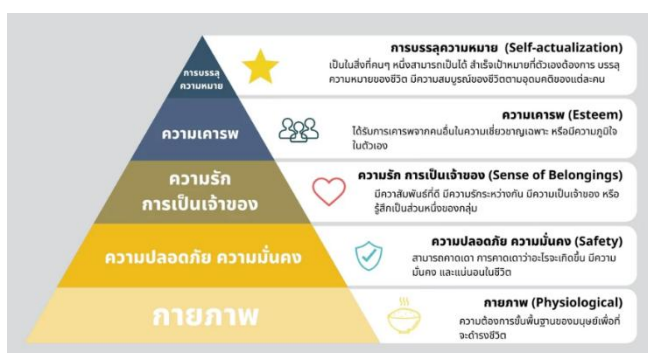 การบรรลุ
ความหมาย
การบรรลุความหมาย (Self-actualization)
เป็นในสิ่งที่คนๆ หนึ่งสามารถเป็นได้ สำเร็จเป้าหมายที่ตัวเองต้องการ บรรลุ
ความหมายของชีวิต มีความสมบูรณ์ของชีวิตตามอุดมคติของแต่ละคน
ความเคารพ
ความเคารพ (Esteem)
ได้รับการเคารพจากคนอื่นในความเชี่ยวชาญเฉพาะ หรือมีความภูมิใจ
ในตัวเอง
ความรัก
การเป็นเจ้าของ
ความรัก การเป็นเจ้าของ (Sense of Belongings)
มีควาสัมพันธ์ที่ดี มีความรักระหว่างกัน มีความเป็นเจ้าของ หรือ
รู้สึกเป็นส่วนหนึ่งของกลุ่ม
ความปลอดภัย ความมั่นคง
ความปลอดภัย ความมั่นคง (Safety)
สามารถคาดเดา การคาดเดาว่าอะไรจะเกิดขึ้น มีความ
มั่นคง และแน่นอนในชีวิต
กายภาพ
กายภาพ (Physiological)
ความต้องการขั้นพื้นฐานของมนุษย์เพื่อที่
จะดำรงชีวิต